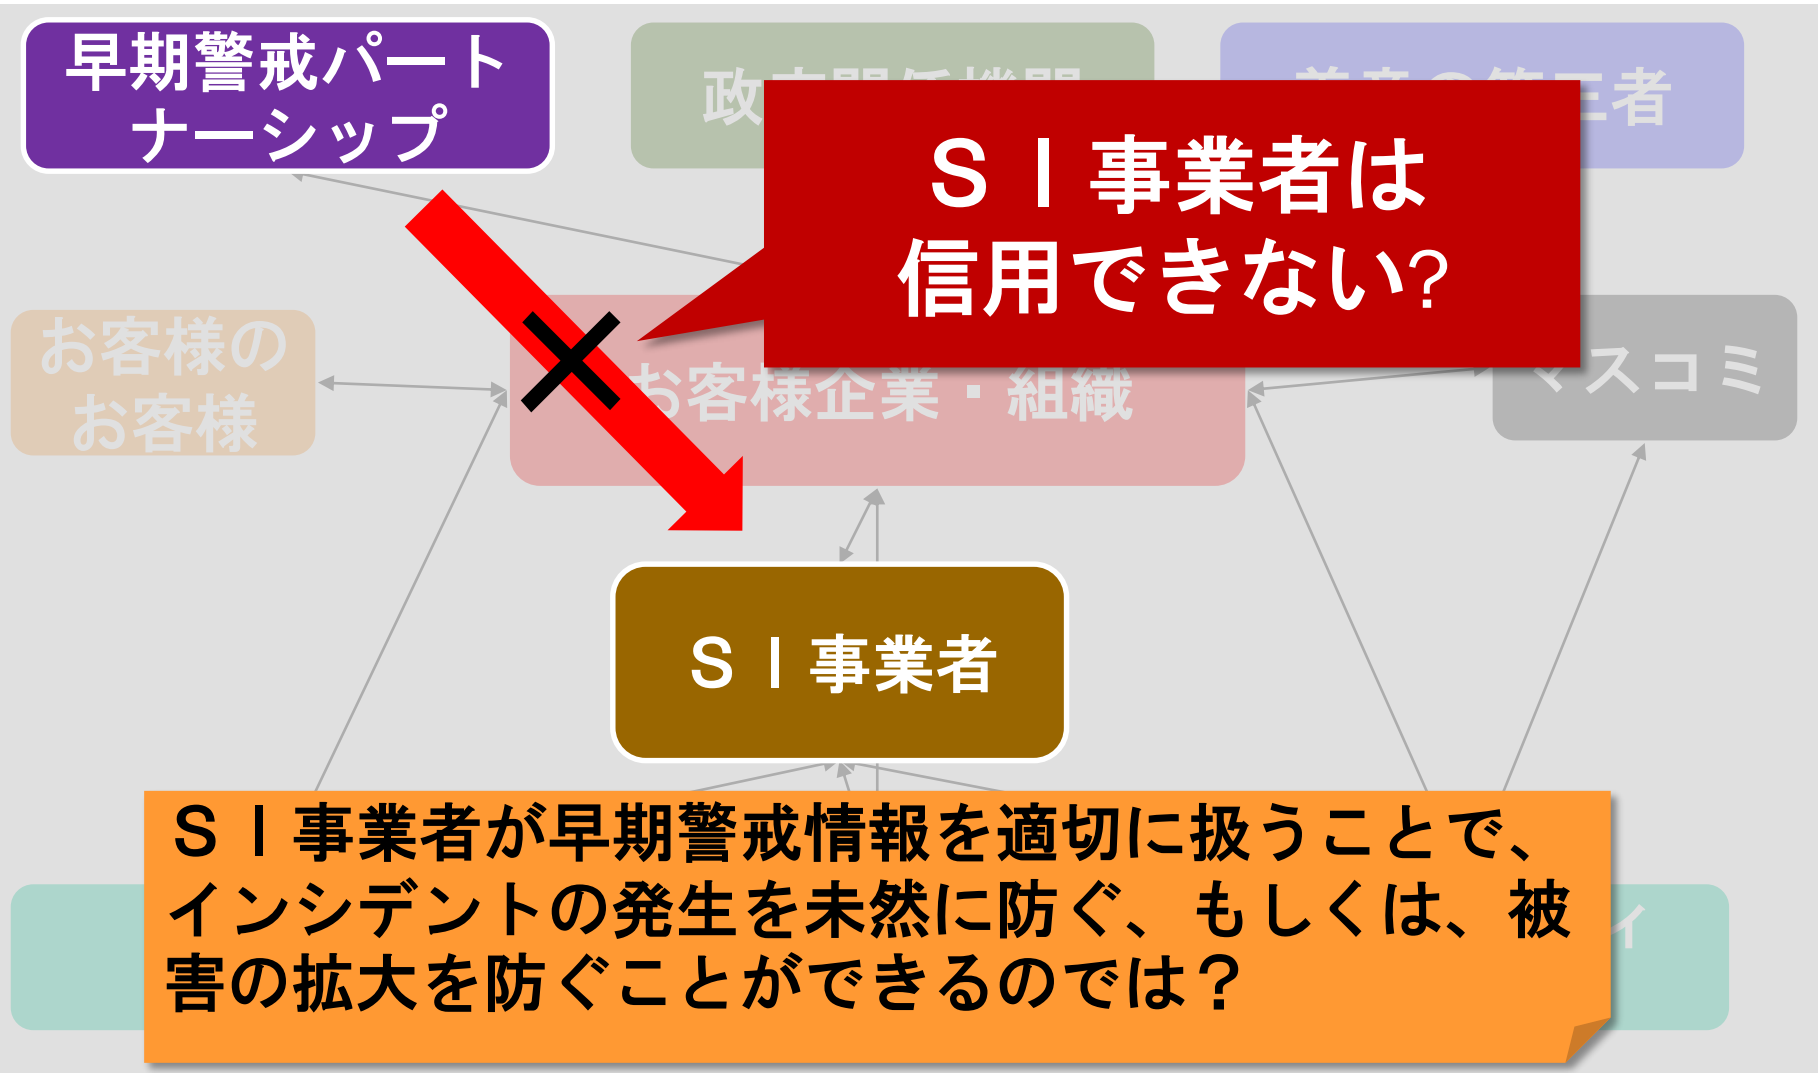 早期警戒パート
ナーシップ
ＳＩ事業者は
信用できない？
お客様の
お客様
お客様企業・組織
マスコミ
ＳＩ事業者
ＳＩ事業者が早期警戒情報を適切に扱うことで、
インシデントの発生を未然に防ぐ、もしくは、被
害の拡大を防ぐことができるのでは？